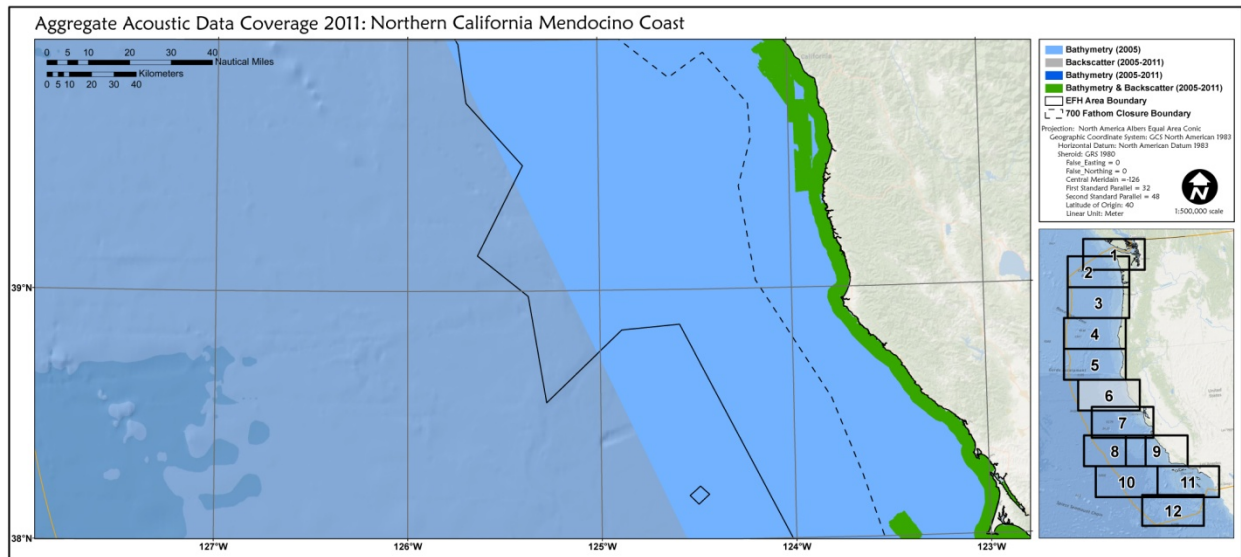 Aggregate Acoustic Data Coverage 2011: Northern California Mendocino Coast
0 5 10 20 30 40
Nautical Miles
Kilometers
0 5 10 20 30 40
California
39°N
38°N
127°W
126°W
125°W
124°W
123°W
Bathymetry (2005)
Backscatter (2005-2011)
Bathymetry (2005-2011)
Bathymetry & Backscatter (2005-2011)
EFH Area Boundary
700 Fathom Closure Boundary
Projection: North America Albers Equal Area Conic
Geographic Coordinate System: GCS North American 1983
Horizontal Datum: North American Datum 1983
Sheroid: GRS 1980
False_Easting = 0
False_Northing = 0
Central Meridain =-126
First Standard Parallel = 32
Second Standard Parallel = 48
Latitude of Origin: 40
Linear Unit: Meter
N
1:500,000 scale
1
2
3
4
5
6
7
8
9
10
11
12